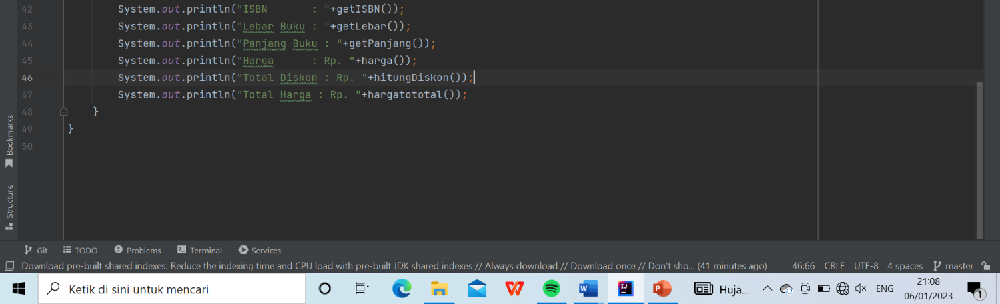 42 System.out.println("ISBN       : "+getISBN());
43 System.out.println("Lebar Buku : "+getLebar());
44 System.out.println("Panjang Buku : "+getPanjang());
45 System.out.println("Harga      : Rp. "+harga());
46 System.out.println("Total Diskon : Rp. "+hitungDiskon());
47 System.out.println("Total Harga : Rp. "+hargatototal());
48 }
49 }
50
Bookmarks
Structure
Git TODO Problems Terminal Services
Download pre-built shared indexes: Reduce the indexing time and CPU load with pre-built JDK shared indexes // Always download // Download once // Don't sho... (41 minutes ago) 46:66 CRLF UTF-8 4 spaces master
Ketik di sini untuk mencari W W IJ P Huja... ENG 21:08
06/01/2023 1